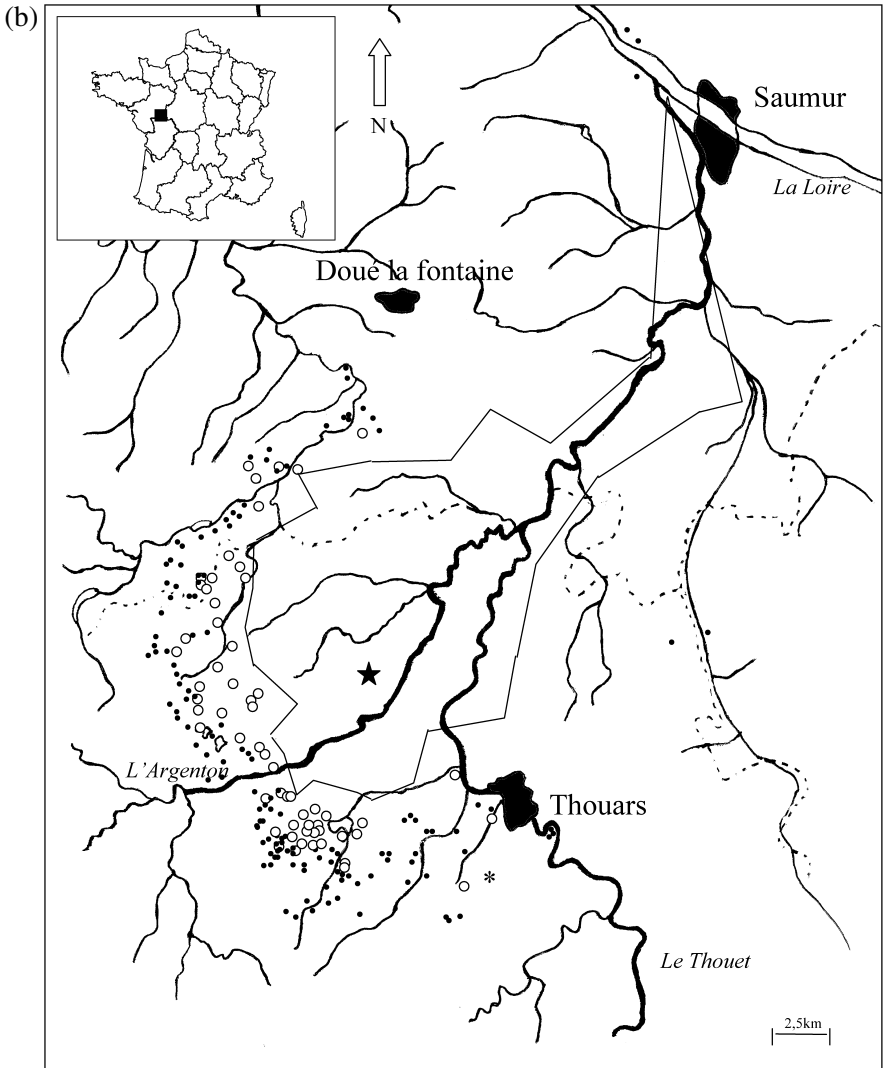 (b)
N
Saumur
La Loire
Doué la fontaine
L'Argenton
Thouars
*
Le Thouet
2,5km